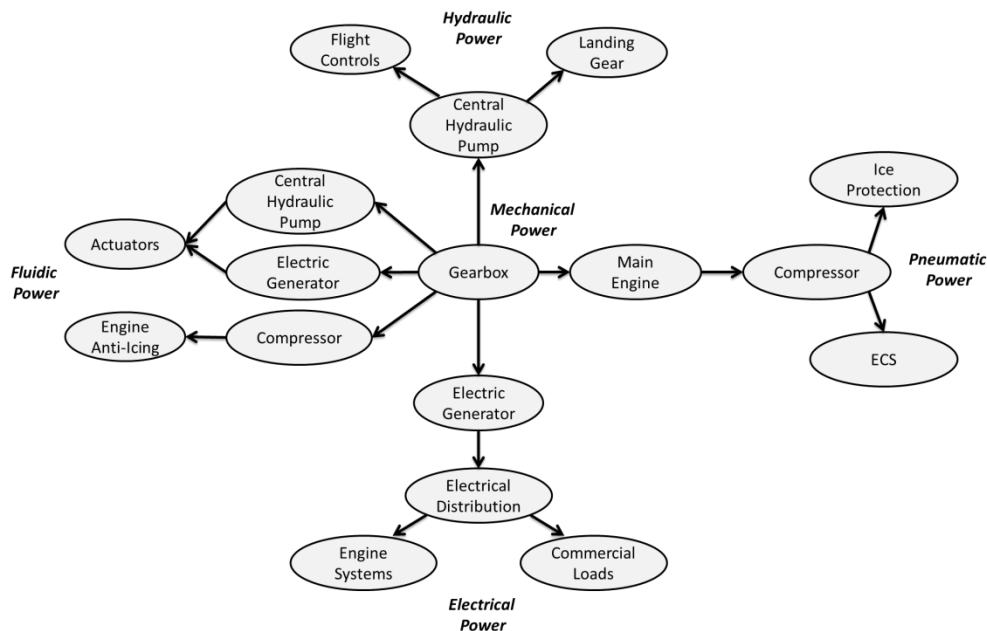 Hydraulic
Power
Flight
Controls
Landing
Gear
Central
Hydraulic
Pump
Central
Hydraulic
Pump
Ice
Protection
Mechanical
Power
Actuators
Fluidic
Power
Electric
Generator
Gearbox
Main
Engine
Compressor
Pneumatic
Power
Engine
Anti-Icing
Compressor
ECS
Electric
Generator
Electrical
Distribution
Engine
Systems
Commercial
Loads
Electrical
Power